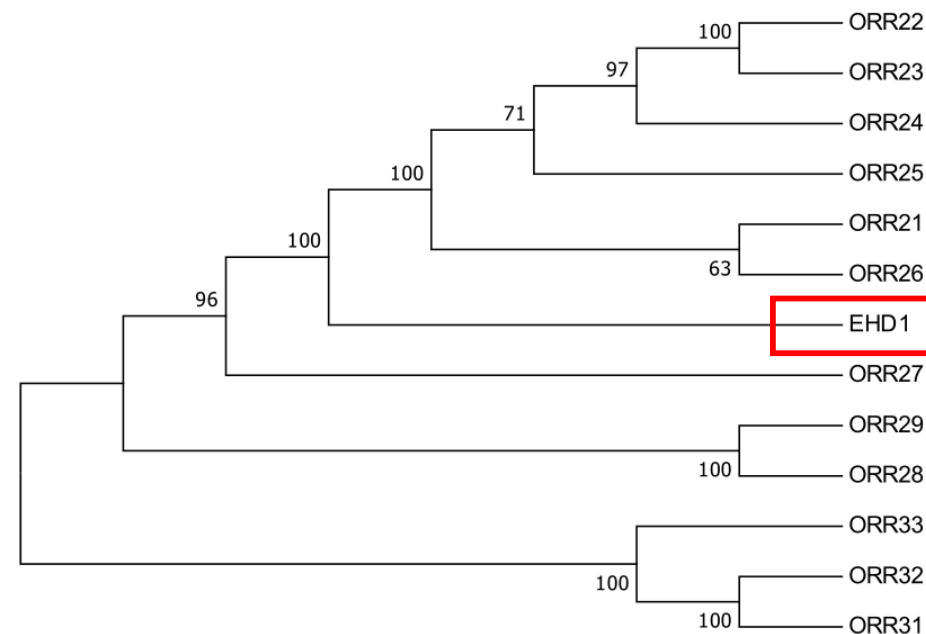 ORR22
100
ORR23
97
ORR24
71
ORR25
100
ORR21
100
ORR26
63
96
EHD1
ORR27
ORR29
100
ORR28
ORR33
100
ORR32
100
ORR31